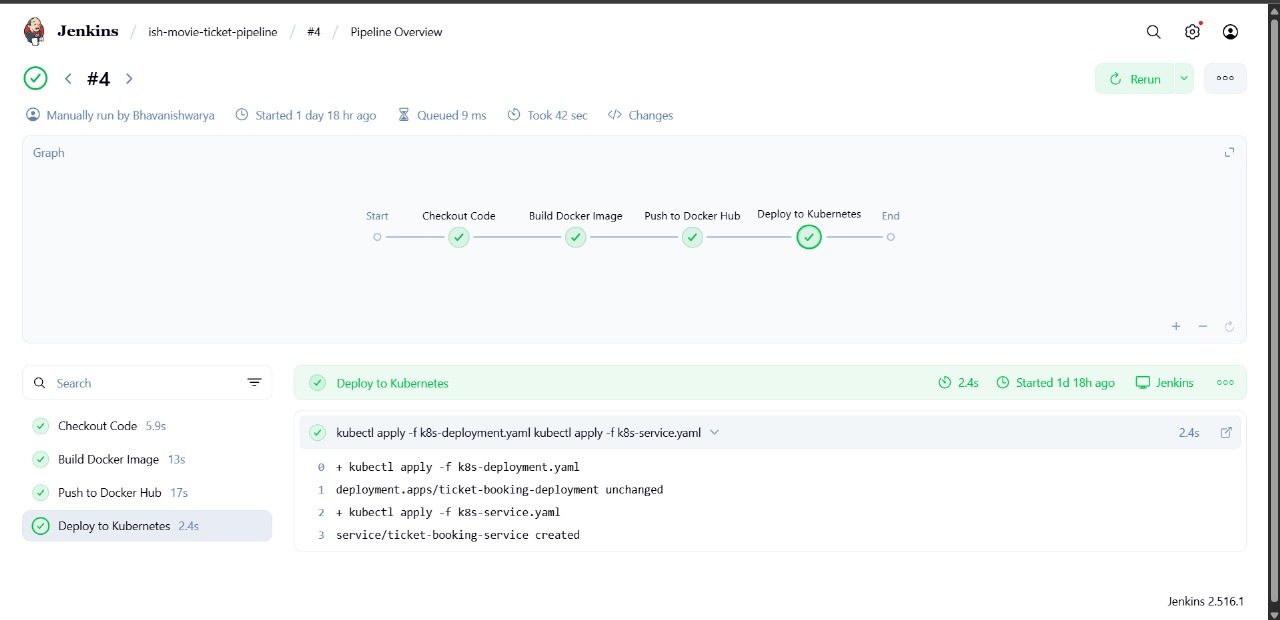 Jenkins / ish-movie-ticket-pipeline / #4 / Pipeline Overview
#4
Rerun
Manually run by Bhavanishwarya Started 1 day 18 hr ago Queued 9 ms Took 42 sec Changes
Graph
Start Checkout Code Build Docker Image Push to Docker Hub Deploy to Kubernetes End
Search
Checkout Code 5.9s
Build Docker Image 13s
Push to Docker Hub 17s
Deploy to Kubernetes 2.4s
Deploy to Kubernetes 2.4s Started 1d 18h ago Jenkins
kubectl apply -f k8s-deployment.yaml kubectl apply -f k8s-service.yaml 2.4s
0 + kubectl apply -f k8s-deployment.yaml
1 deployment.apps/ticket-booking-deployment unchanged
2 + kubectl apply -f k8s-service.yaml
3 service/ticket-booking-service created
Jenkins 2.516.1